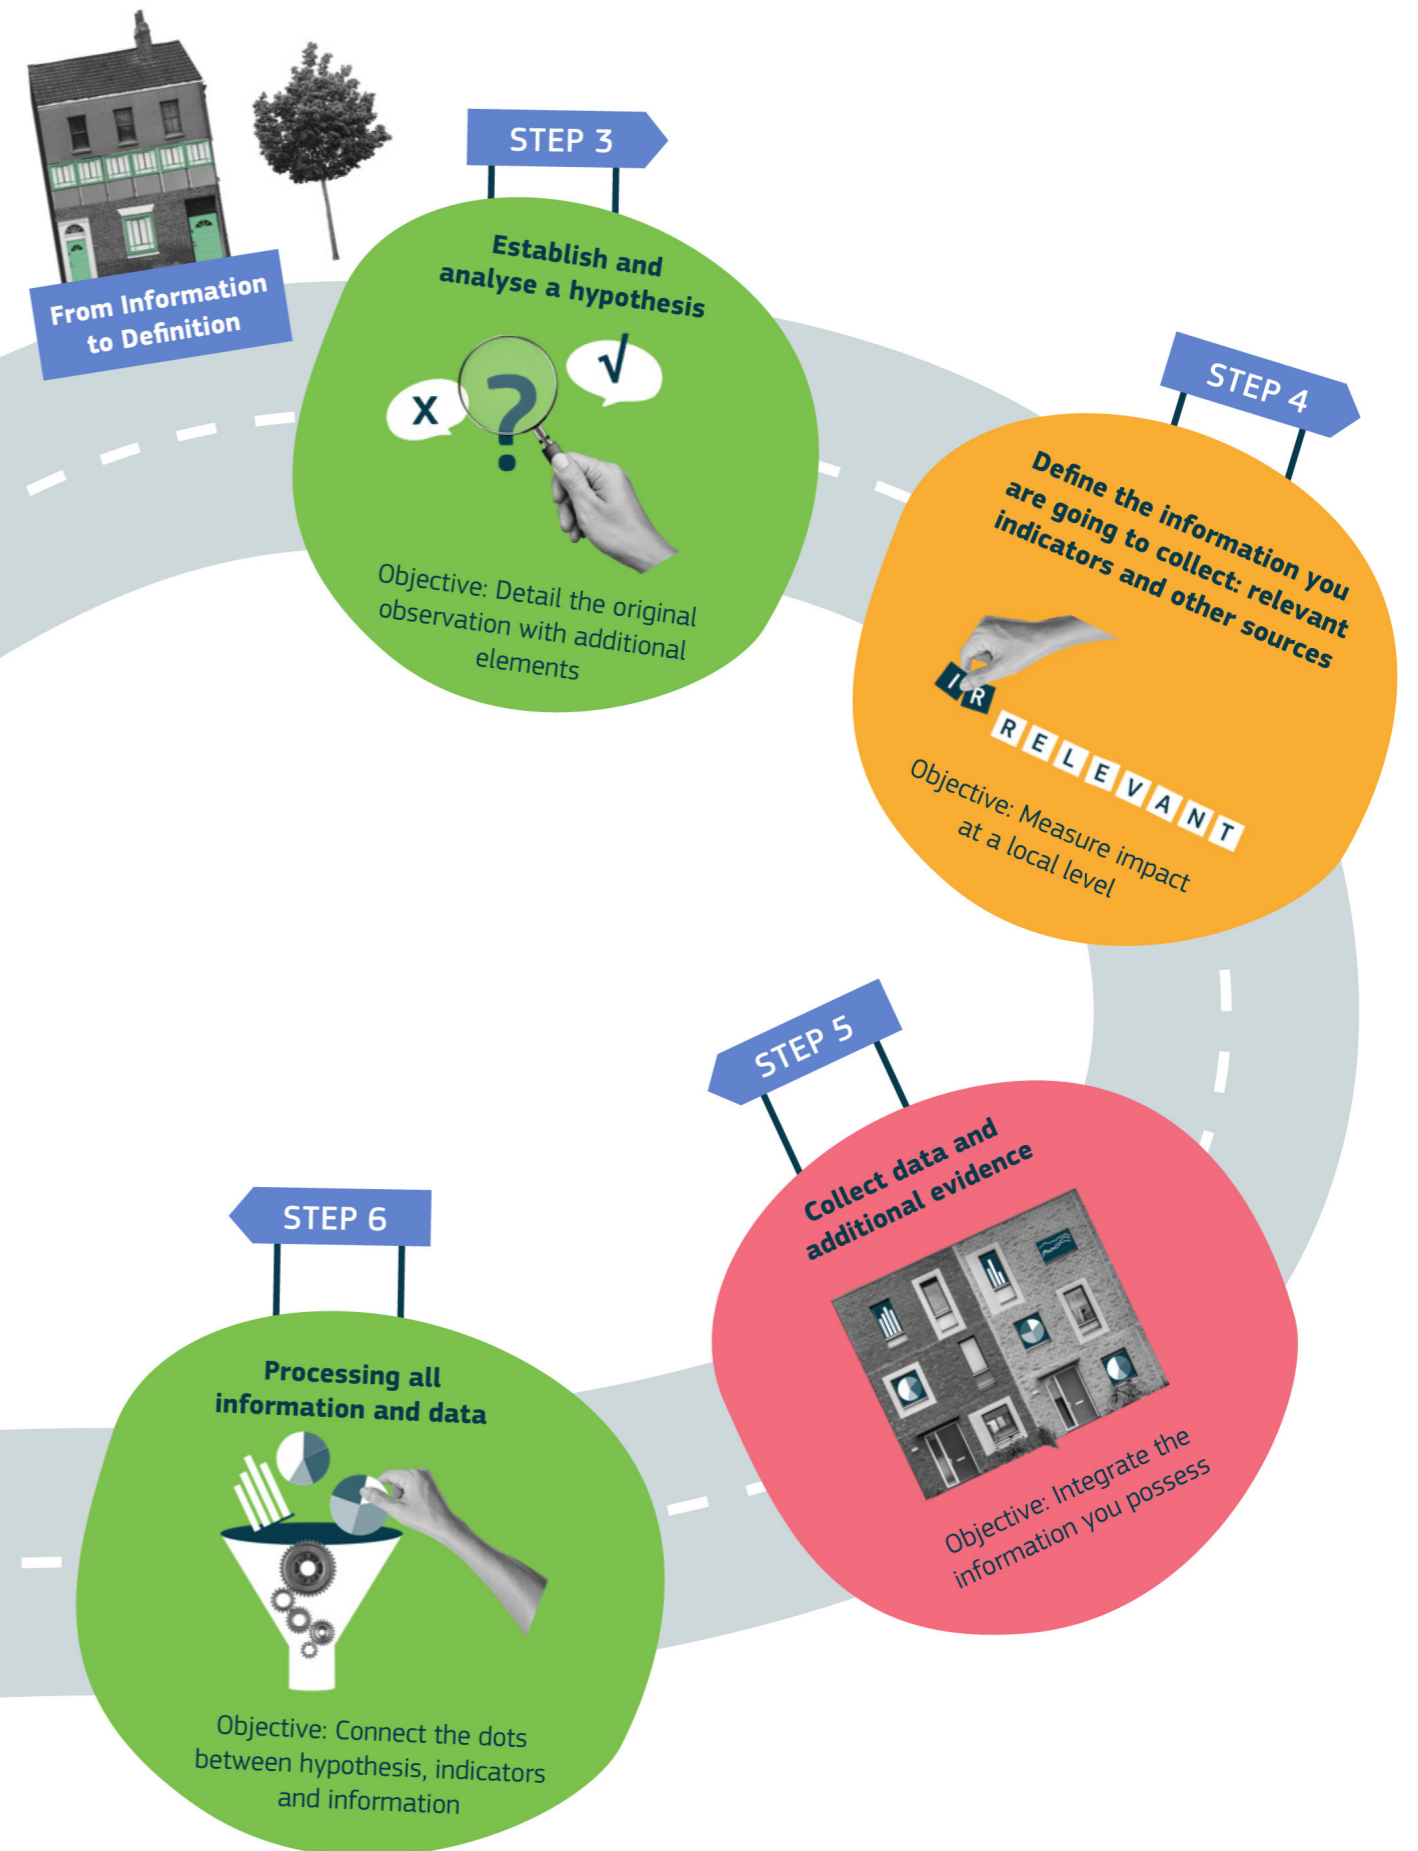 From Information
to Definition
STEP 3
Establish and
analyse a hypothesis
X
?
√
Objective: Detail the original
observation with additional
elements
STEP 4
Define the information you
are going to collect: relevant
indicators and other sources
IR
RELEVANT
Objective: Measure impact
at a local level
STEP 5
Collect data and
additional evidence
Objective: Integrate the
information you possess
STEP 6
Processing all
information and data
Objective: Connect the dots
between hypothesis, indicators
and information